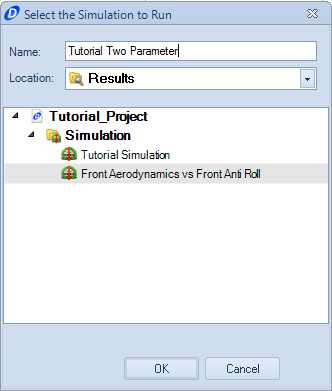 Select the Simulation to Run
Name: Tutorial Two Parameter
Location: Results
Tutorial_Project
Simulation
Tutorial Simulation
Front Aerodynamics vs Front Anti Roll
OK Cancel